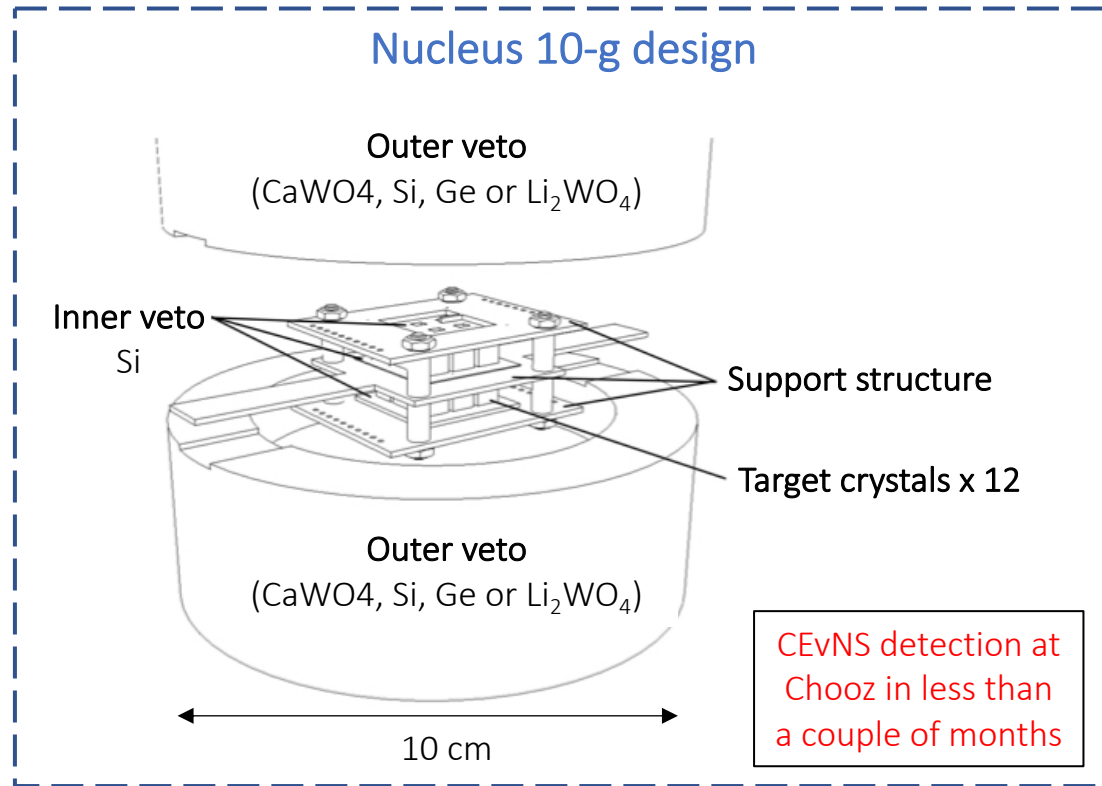 Nucleus 10-g design
Outer veto
(CaWO4, Si, Ge or Li₂WO₄)
Inner veto
Si
Support structure
Target crystals x 12
Outer veto
(CaWO4, Si, Ge or Li₂WO₄)
CEvNS detection at
Chooz in less than
a couple of months
10 cm